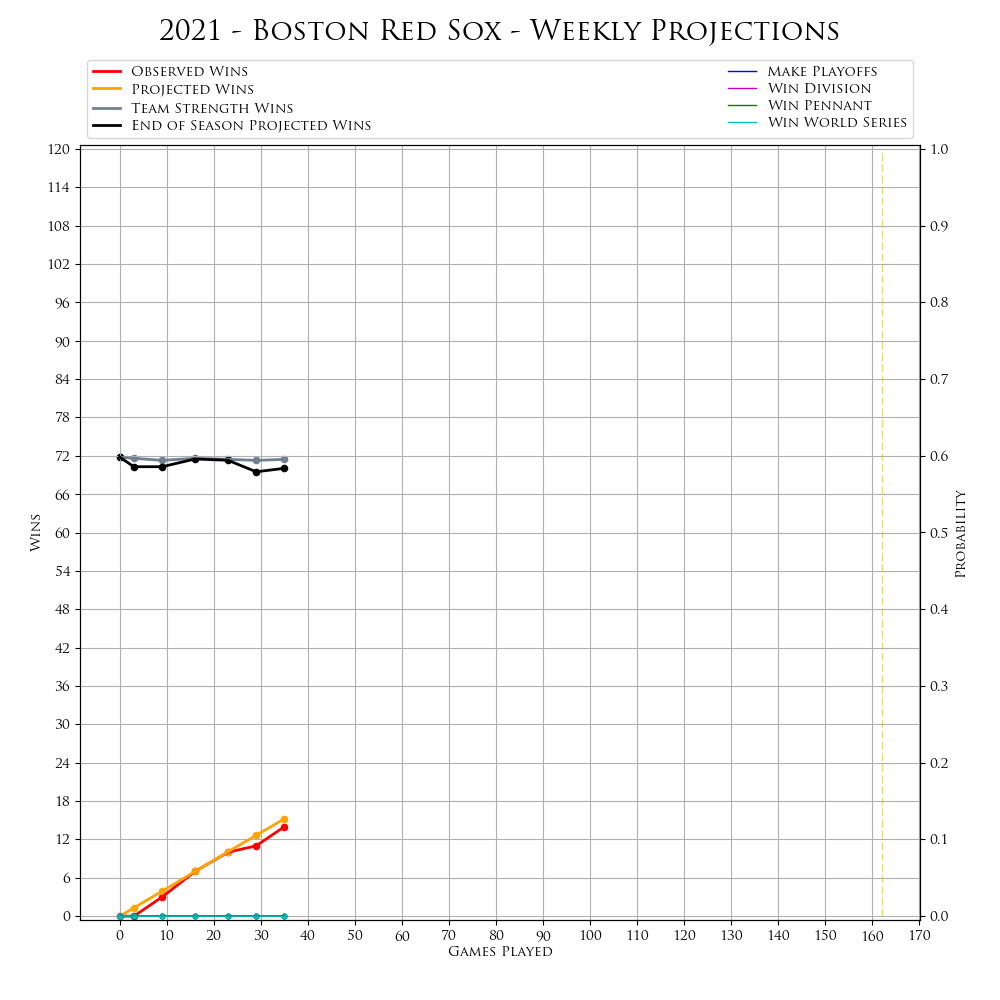 2021 - Boston Red Sox - Weekly Projections
Observed Wins
Projected Wins
Team Strength Wins
End of Season Projected Wins
Make Playoffs
Win Division
Win Pennant
Win World Series
120
114
108
102
96
90
84
78
72
66
60
54
48
42
36
30
24
18
12
6
0
Wins
1.0
0.9
0.8
0.7
0.6
0.5
0.4
0.3
0.2
0.1
0.0
Probability
0 10 20 30 40 50 60 70 80 90 100 110 120 130 140 150 160 170
Games Played